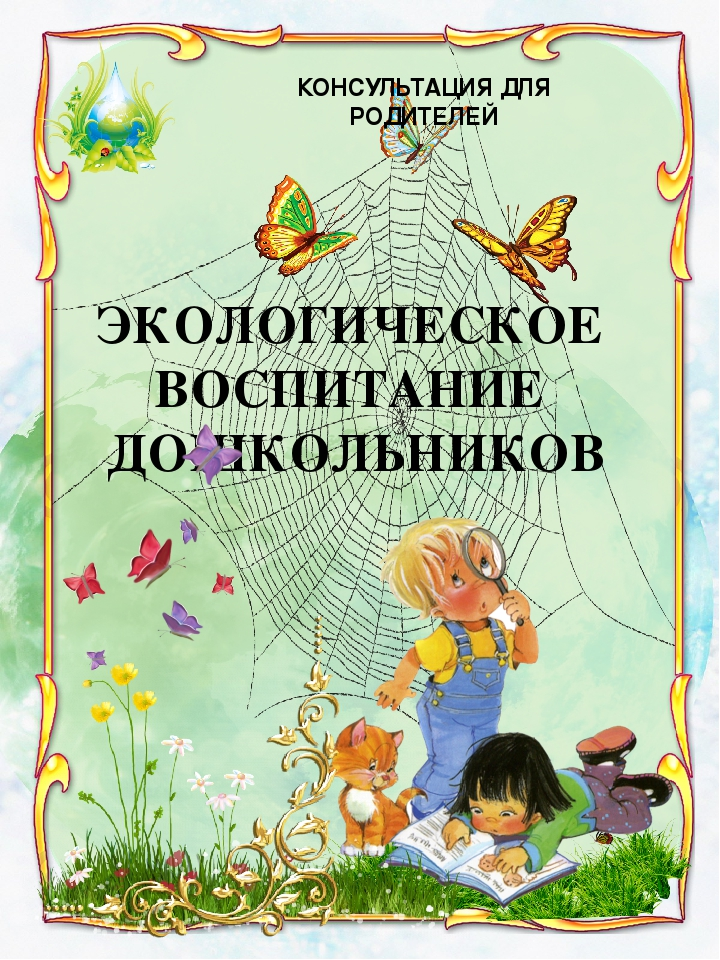 КОНСУЛЬТАЦИЯ ДЛЯ
РОДИТЕЛЕЙ
ЭКОЛОГИЧЕСКОЕ
ВОСПИТАНИЕ
ДОШКОЛЬНИКОВ